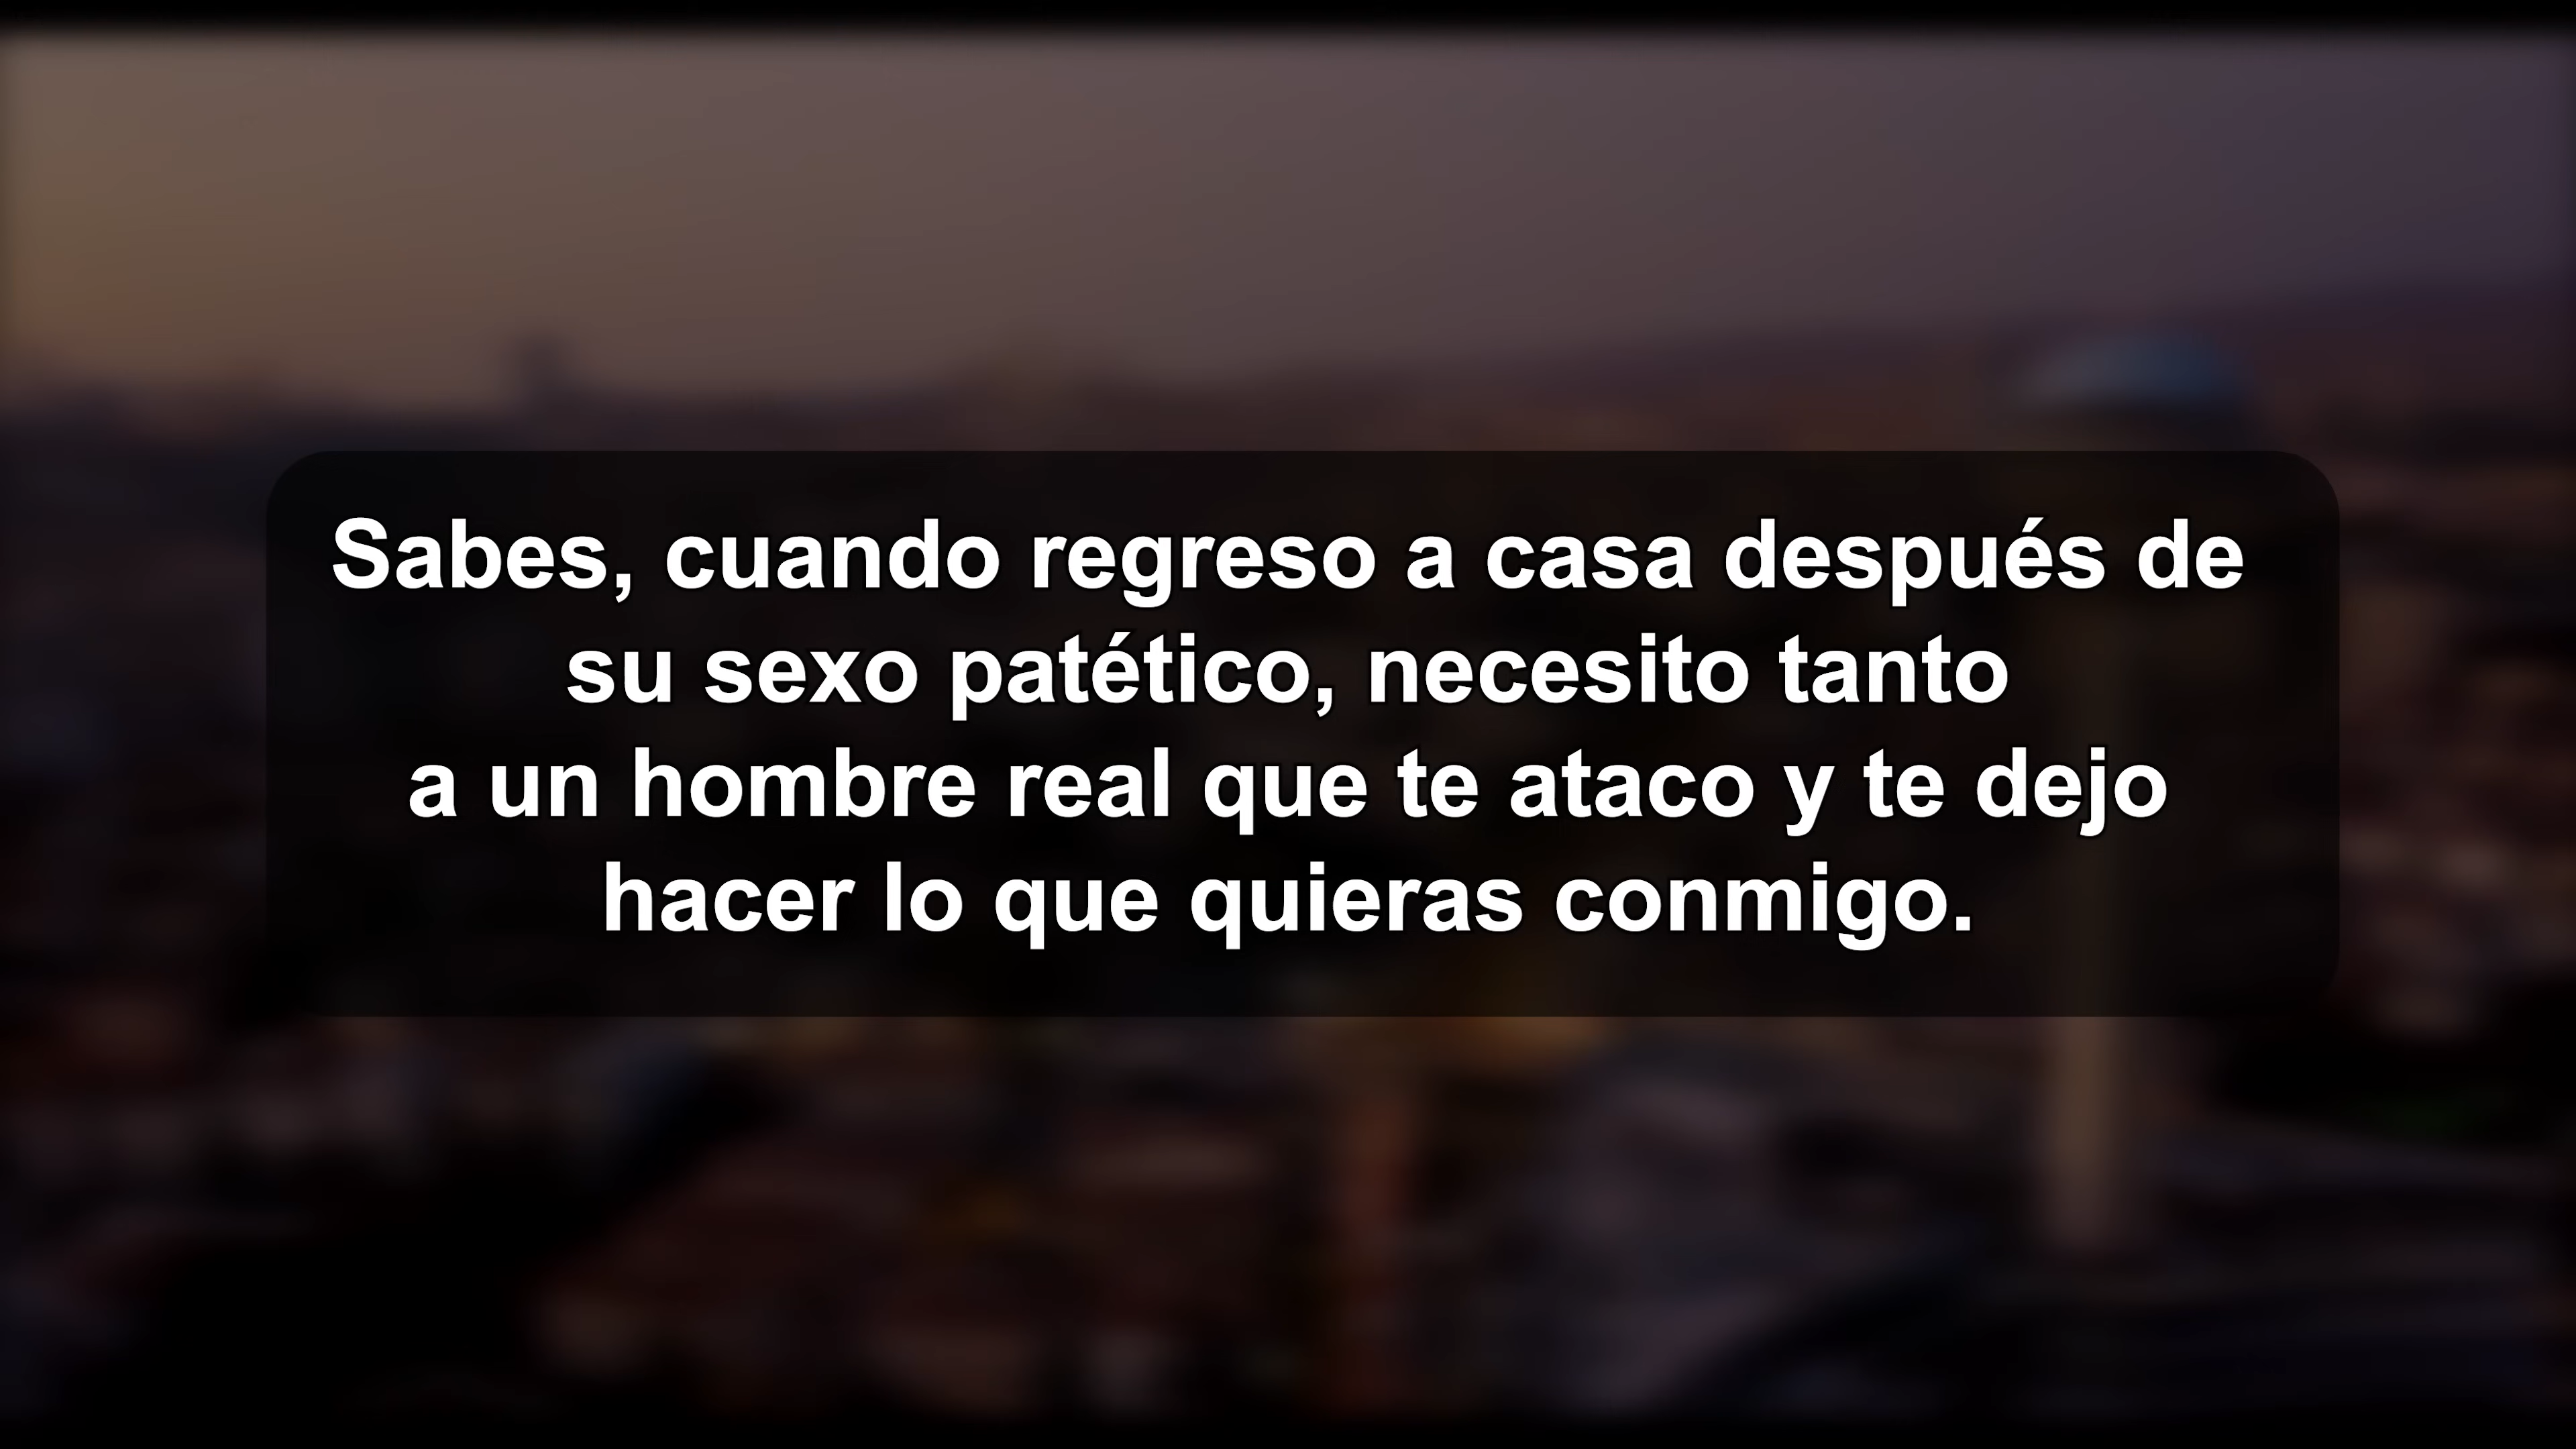 Sabes, cuando regreso a casa después de
su sexo patético, necesito tanto
a un hombre real que te ataco y te dejo
hacer lo que quieras conmigo.